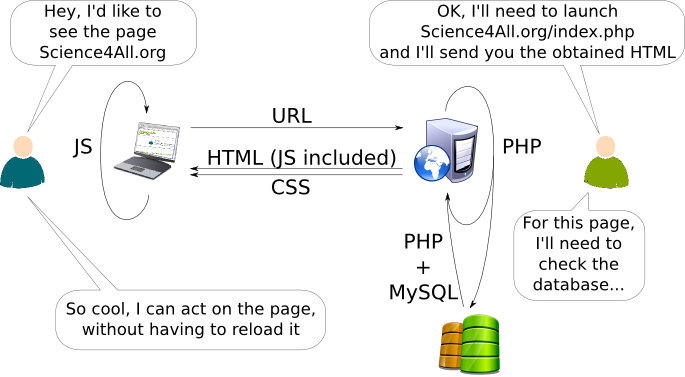 Hey, I'd like to
see the page
Science4All.org
OK, I'll need to launch
Science4All.org/index.php
and I'll send you the obtained HTML
URL
JS
HTML (JS included)
CSS
PHP
For this page,
I'll need to
check the
database...
PHP
+
MySQL
So cool, I can act on the page,
without having to reload it